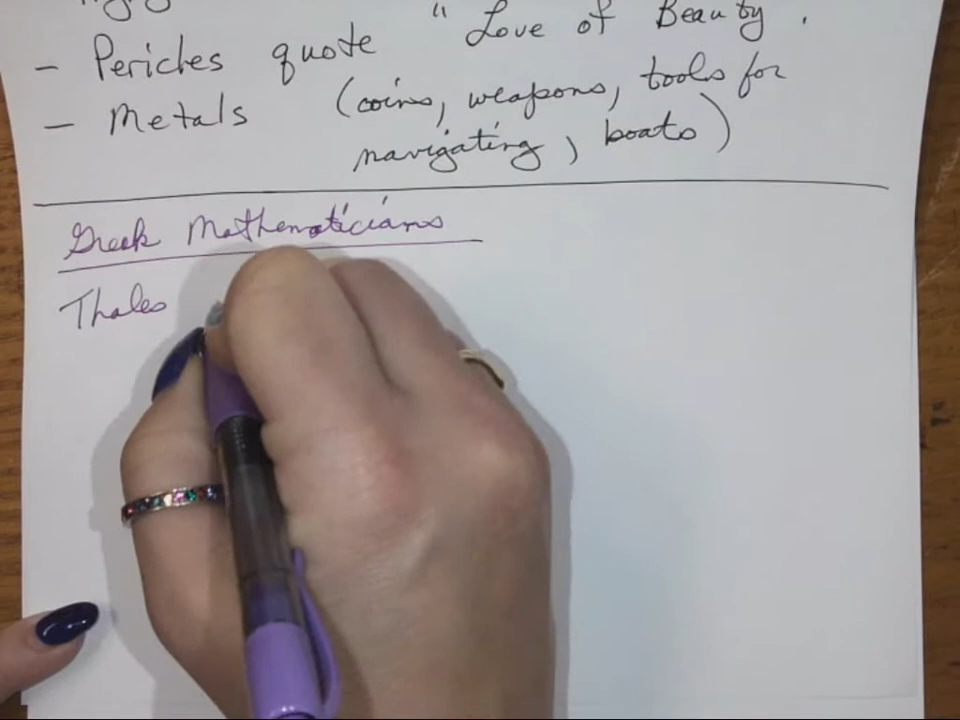 - Pericles quote " Love of Beauty .
- Metals (coins, weapons, tools for
navigating, boats)
Greek Mathematicians
Thales